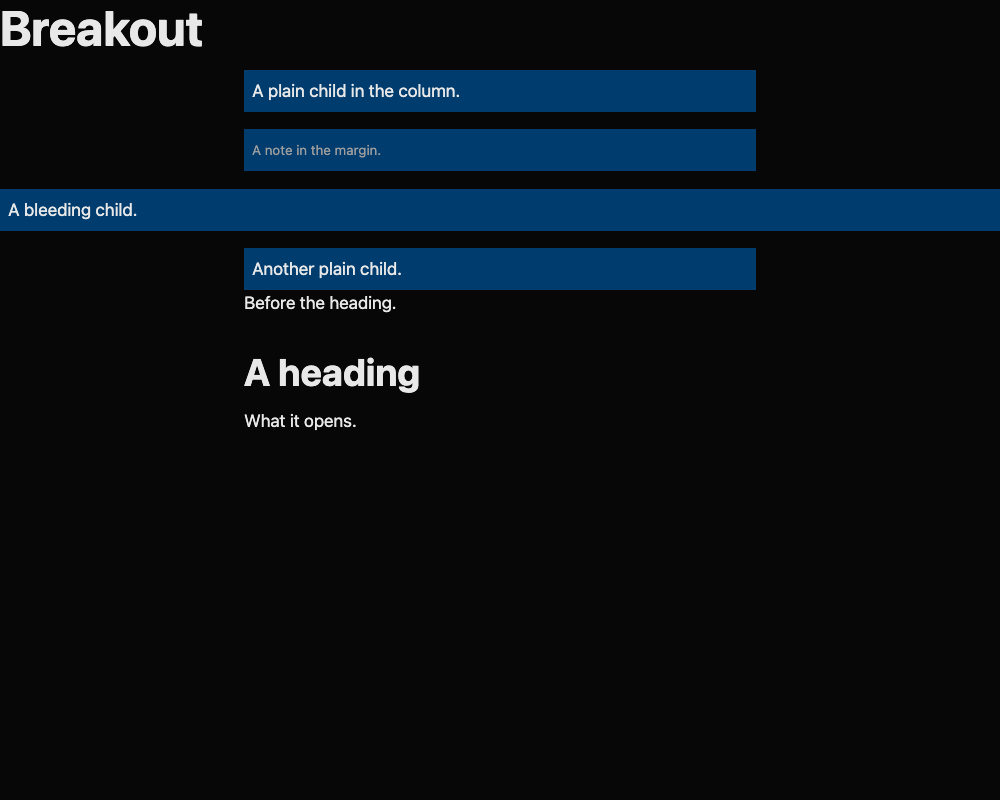 Breakout
A plain child in the column.
A note in the margin.
A bleeding child.
Another plain child.
Before the heading.
A heading
What it opens.